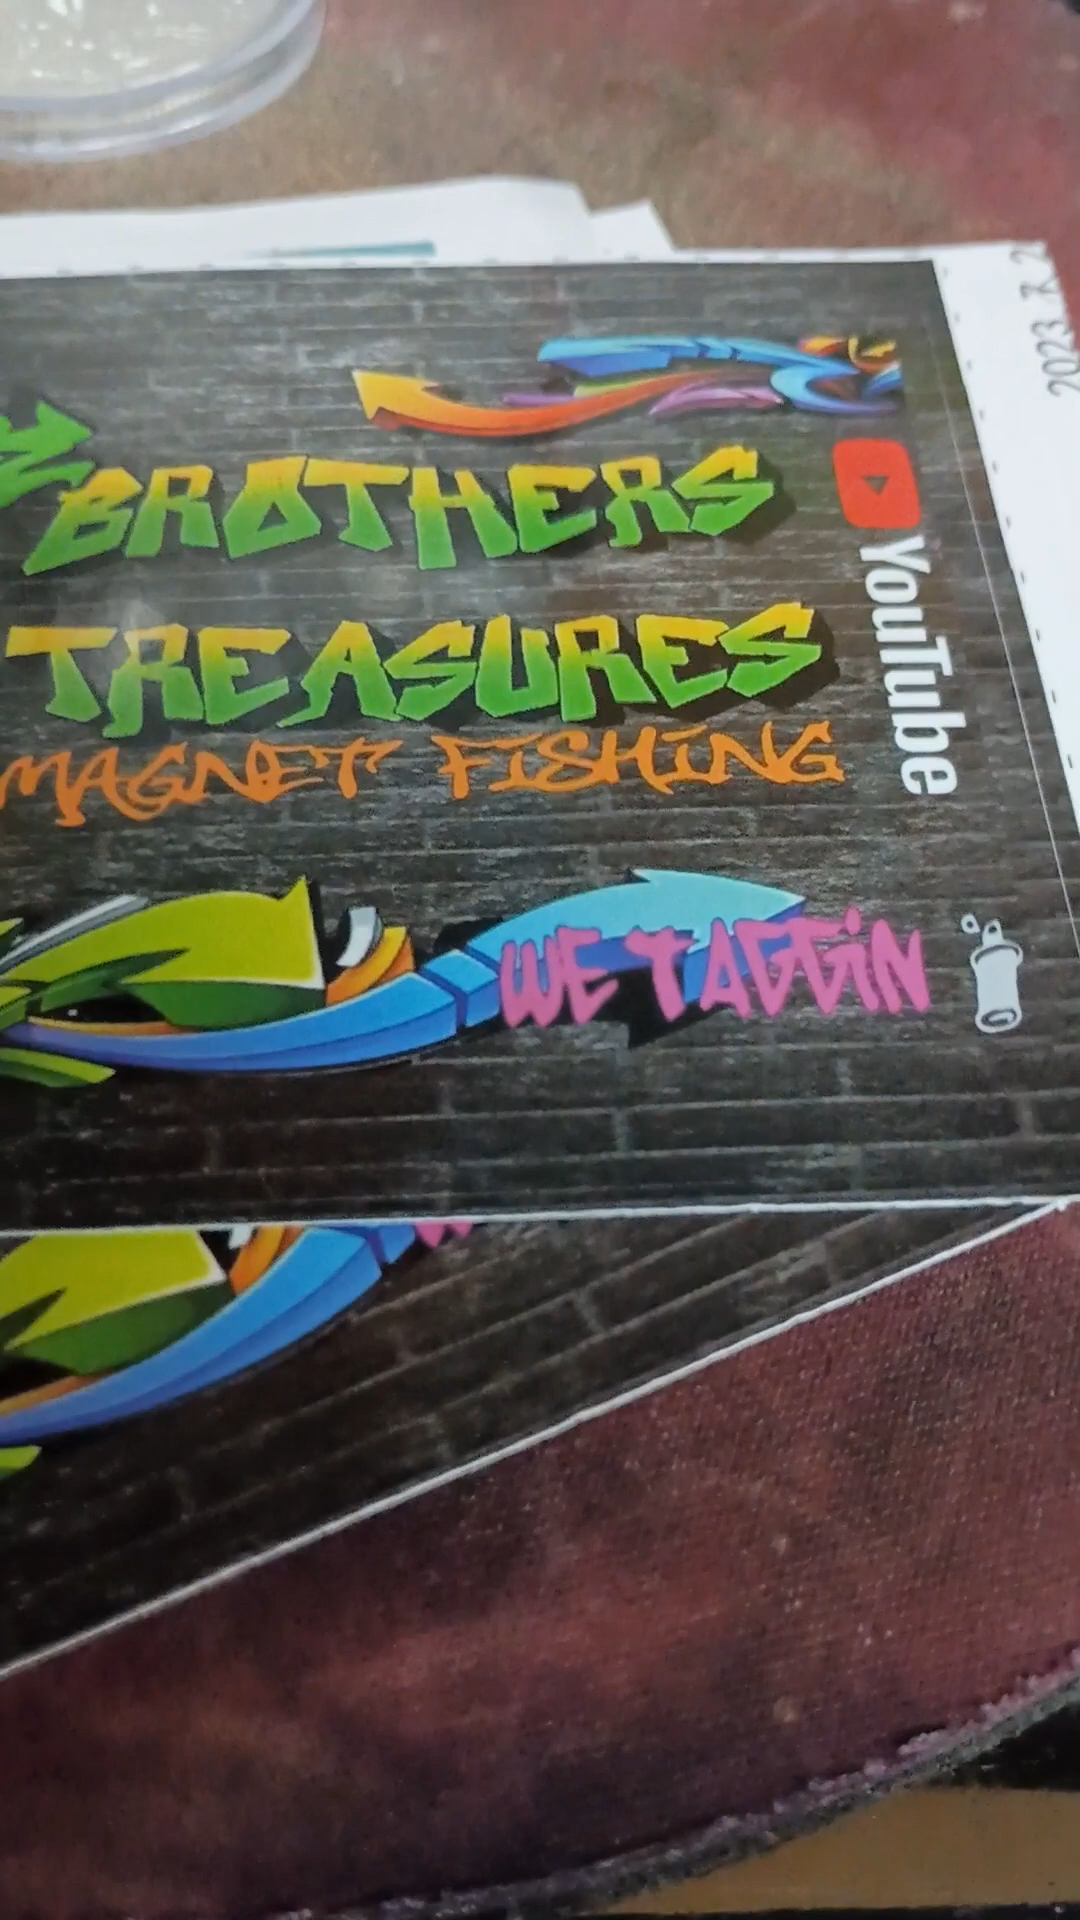 BROTHERS
TREASURES
MAGNET FISHING
WE TAGGiN
YouTube
2023